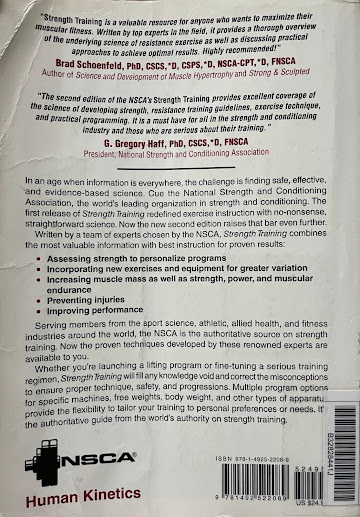 "Strength Training is a valuable resource for anyone who wants to maximize their
muscular fitness. Written by top experts in the field, it provides a thorough overview
of the underlying science of resistance exercise as well as discussing practical
approaches to achieve optimal results. Highly recommended!"
Brad Schoenfeld, PhD, CSCS,*D, CSPS,*D, NSCA-CPT,*D, FNSCA
Author of Science and Development of Muscle Hypertrophy and Strong & Sculpted
"The second edition of the NSCA's Strength Training provides excellent coverage of
the science of developing strength, resistance training guidelines, exercise technique,
and practical programming. It is a must have for all in the strength and conditioning
industry and those who are serious about their training."
G. Gregory Haff, PhD, CSCS,*D, FNSCA
President, National Strength and Conditioning Association
In an age when information is everywhere, the challenge is finding safe, effective,
and evidence-based science. Cue the National Strength and Conditioning
Association, the world's leading organization in strength and conditioning. The
first release of Strength Training redefined exercise instruction with no-nonsense,
straightforward science. Now the new second edition raises that bar even further.
Written by a team of experts chosen by the NSCA, Strength Training combines
the most valuable information with best instruction for proven results:
• Assessing strength to personalize programs
• Incorporating new exercises and equipment for greater variation
• Increasing muscle mass as well as strength, power, and muscular
endurance
• Preventing injuries
• Improving performance
Serving members from the sport science, athletic, allied health, and fitness
industries around the world, the NSCA is the authoritative source on strength
training. Now the proven techniques developed by these renowned experts are
available to you.
Whether you're launching a lifting program or fine-tuning a serious training
regimen, Strength Training will fill any knowledge void and correct the misconceptions
to ensure proper technique, safety, and progressions. Multiple program options
for specific machines, free weights, body weight, and other types of apparatu
provide the flexibility to tailor your training to personal preferences or needs. It'
the authoritative guide from the world's authority on strength training.
NSCA®
Human Kinetics
ISBN 978-1-4925-2208-9
9 781492 522089
5249
US $24.
B32828441J